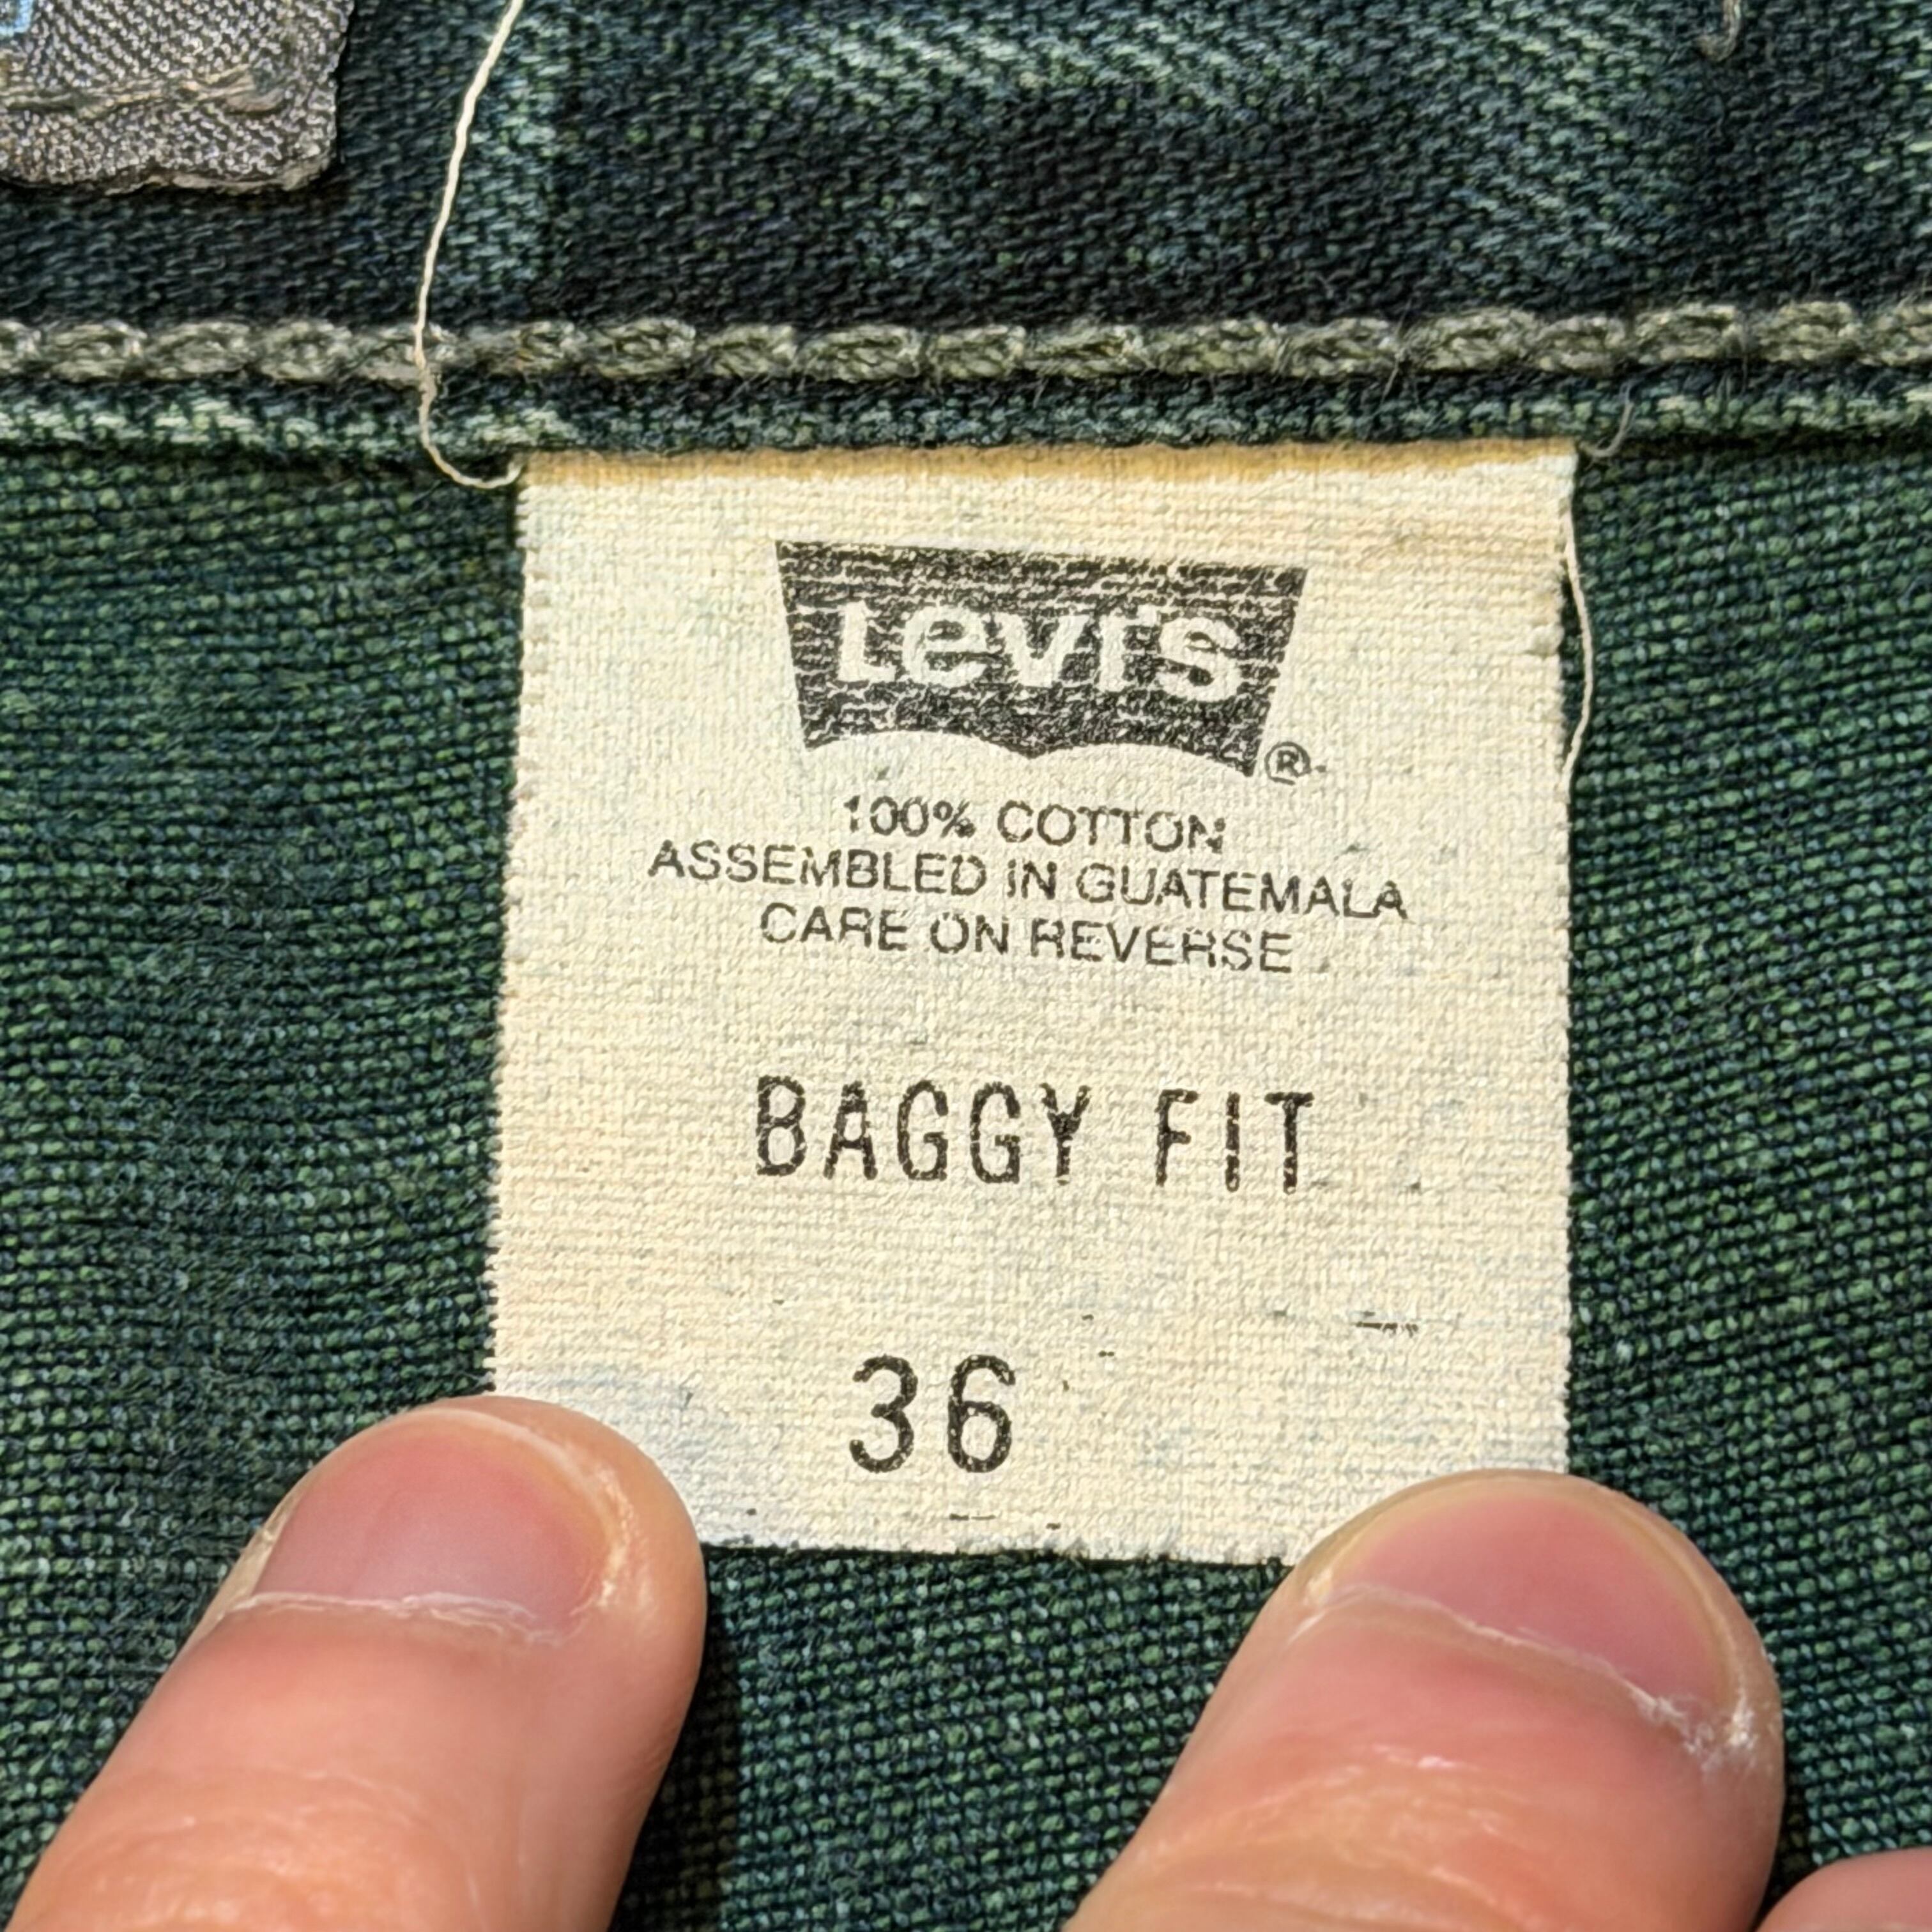 Levi's ®
100% COTTON
ASSEMBLED IN GUATEMALA
CARE ON REVERSE
BAGGY FIT
36